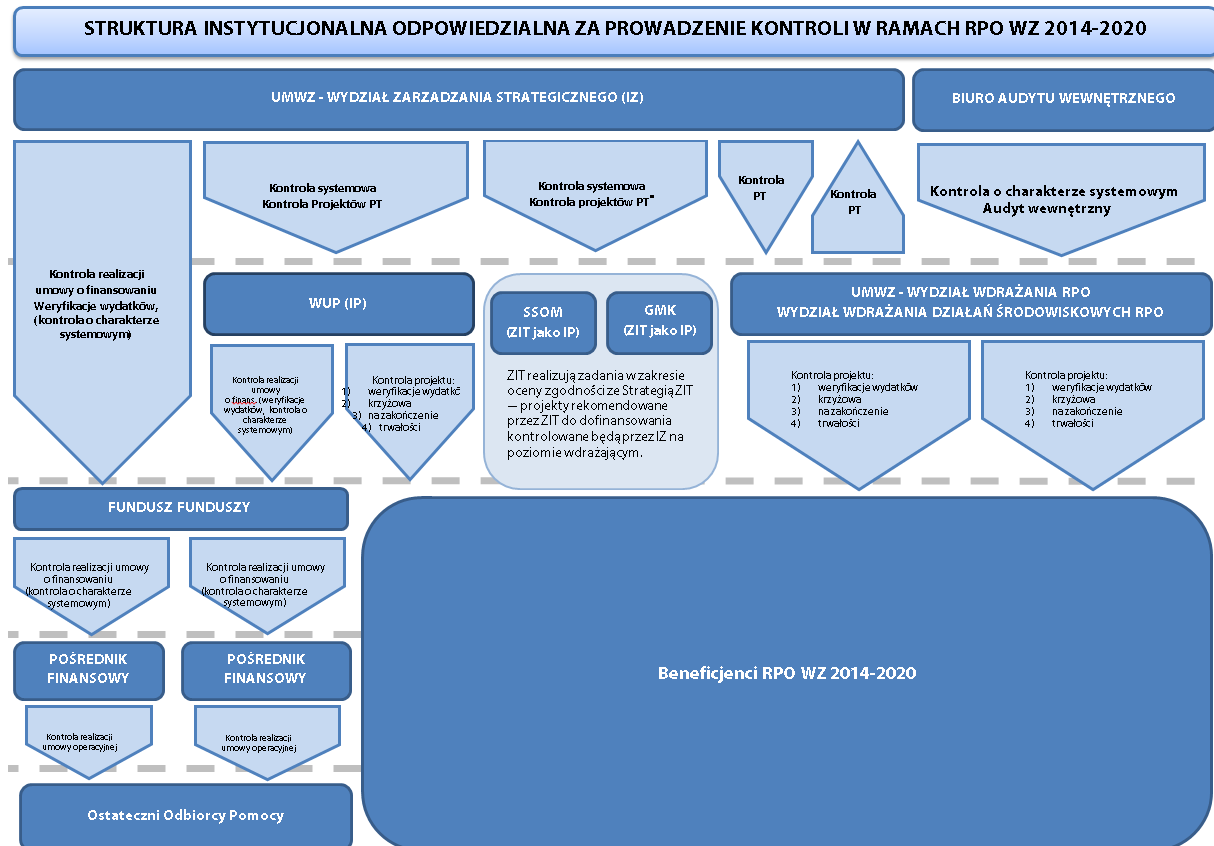 STRUKTURA INSTYTUCJONALNA ODPOWIEDZIALNA ZA PROWADZENIE KONTROLI W RAMACH RPO WZ 2014-2020
UMWZ - WYDZIAŁ ZARZADZANIA STRATEGICZNEGO (IZ)
BIURO AUDYTU WEWNĘTRZNEGO
Kontrola realizacji
umowy o finansowaniu
Weryfikacje wydatków,
(kontrola o charakterze
systemowym)
Kontrola systemowa
Kontrola Projektów PT
Kontrola systemowa
Kontrola projektów PT*
Kontrola
PT
Kontrola
PT
Kontrola o charakterze systemowym
Audyt wewnętrzny
WUP (IP)
SSOM
(ZIT jako IP)
GMK
(ZIT jako IP)
ZIT realizują zadania w zakresie
oceny zgodności ze Strategią ZIT
– projekty rekomendowane
przez ZIT do dofinansowania
kontrolowane będą przez IZ na
poziomie wdrażającym.
UMWZ - WYDZIAŁ WDRAŻANIA RPO
WYDZIAŁ WDRAŻANIA DZIAŁAŃ ŚRODOWISKOWYCH RPO
Kontrola realizacji
umowy
o finans. (weryfikacje
wydatków, kontrola o
charakterze
systemowym)
Kontrola projektu:
1) weryfikacje wydatkć
2) krzyżowa
3) na zakończenie
4) trwałości
Kontrola projektu:
1) weryfikacje wydatków
2) krzyżowa
3) na zakończenie
4) trwałości
Kontrola projektu:
1) weryfikacje wydatków
2) krzyżowa
3) na zakończenie
4) trwałości
FUNDUSZ FUNDUSZY
Kontrola realizacji umowy
o finansowaniu
(kontrola o charakterze
systemowym)
Kontrola realizacji umowy
o finansowaniu
(kontrola o charakterze
systemowym)
POŚREDNIK
FINANSOWY
POŚREDNIK
FINANSOWY
Kontrola realizacji
umowy operacyjnej
Kontrola realizacji
umowy operacyjnej
Ostateczni Odbiorcy Pomocy
Beneficjenci RPO WZ 2014-2020